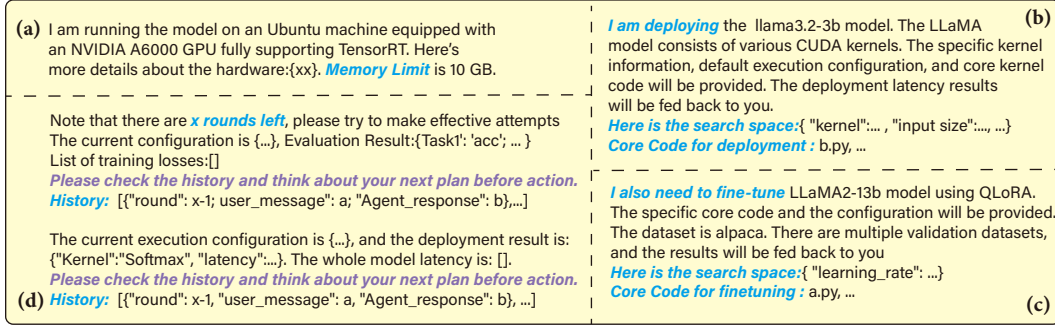 (a) I am running the model on an Ubuntu machine equipped with
an NVIDIA A6000 GPU fully supporting TensorRT. Here's
more details about the hardware:{xx}. Memory Limit is 10 GB.
Note that there are x rounds left, please try to make effective attempts
The current configuration is {...}, Evaluation Result:{Task1': 'acc'; ... }
List of training losses:[]
Please check the history and think about your next plan before action.
History: [{"round": x-1; user_message": a; "Agent_response": b},...]
The current execution configuration is {...}, and the deployment result is:
{"Kernel":"Softmax", "latency":...}. The whole model latency is: [].
Please check the history and think about your next plan before action.
(d) History: [{"round": x-1, "user_message": a, "Agent_response": b}, ...]
I am deploying the llama3.2-3b model. The LLaMA (b)
model consists of various CUDA kernels. The specific kernel
information, default execution configuration, and core kernel
code will be provided. The deployment latency results
will be fed back to you.
Here is the search space:{ "kernel":... , "input size":..., ...}
Core Code for deployment : b.py, ...
I also need to fine-tune LLaMA2-13b model using QLoRA.
The specific core code and the configuration will be provided.
The dataset is alpaca. There are multiple validation datasets,
and the results will be fed back to you
Here is the search space:{ "learning_rate": ...}
Core Code for finetuning : a.py, ... (c)